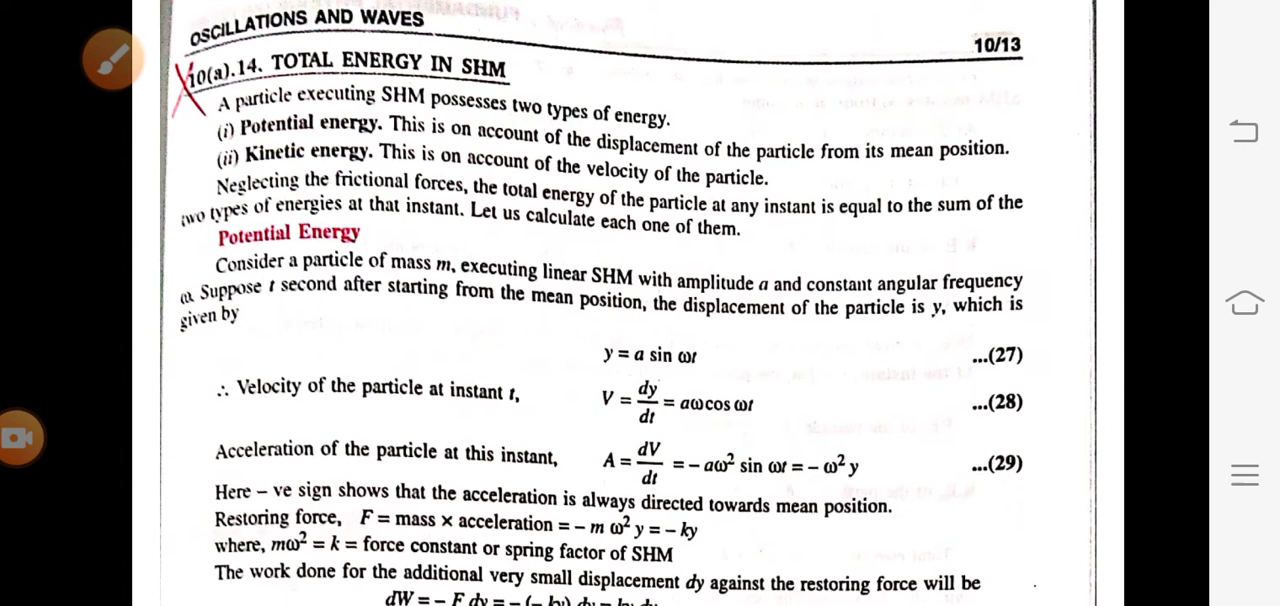 OSCILLATIONS AND WAVES
10/13
10(a).14. TOTAL ENERGY IN SHM
A particle executing SHM possesses two types of energy.
(i) Potential energy. This is on account of the displacement of the particle from its mean position.
(ii) Kinetic energy. This is on account of the velocity of the particle.
Neglecting the frictional forces, the total energy of the particle at any instant is equal to the sum of the
two types of energies at that instant. Let us calculate each one of them.
Potential Energy
Consider a particle of mass m, executing linear SHM with amplitude a and constant angular frequency
ω. Suppose t second after starting from the mean position, the displacement of the particle is y, which is
given by
y = a sin ωt ...(27)
∴ Velocity of the particle at instant t, V = dy/dt = aω cos ωt ...(28)
Acceleration of the particle at this instant, A = dV/dt = – aω² sin ωt = – ω² y ...(29)
Here – ve sign shows that the acceleration is always directed towards mean position.
Restoring force, F = mass × acceleration = – m ω² y = – ky
where, mω² = k = force constant or spring factor of SHM
The work done for the additional very small displacement dy against the restoring force will be
dW = – F dy = – (– ky) dy = ky dy